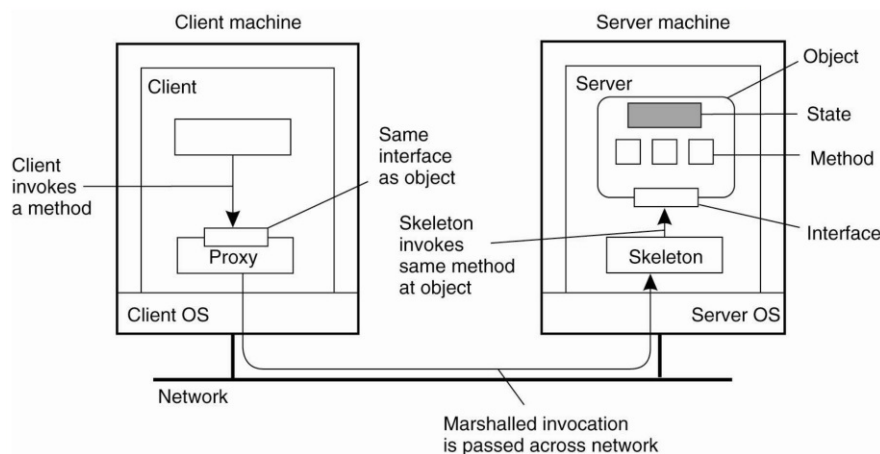 Client machine
Server machine
Client
Server
Object
State
Method
Interface
Client
invokes
a method
Same
interface
as object
Proxy
Skeleton
invokes
same method
at object
Skeleton
Client OS
Server OS
Network
Marshalled invocation
is passed across network